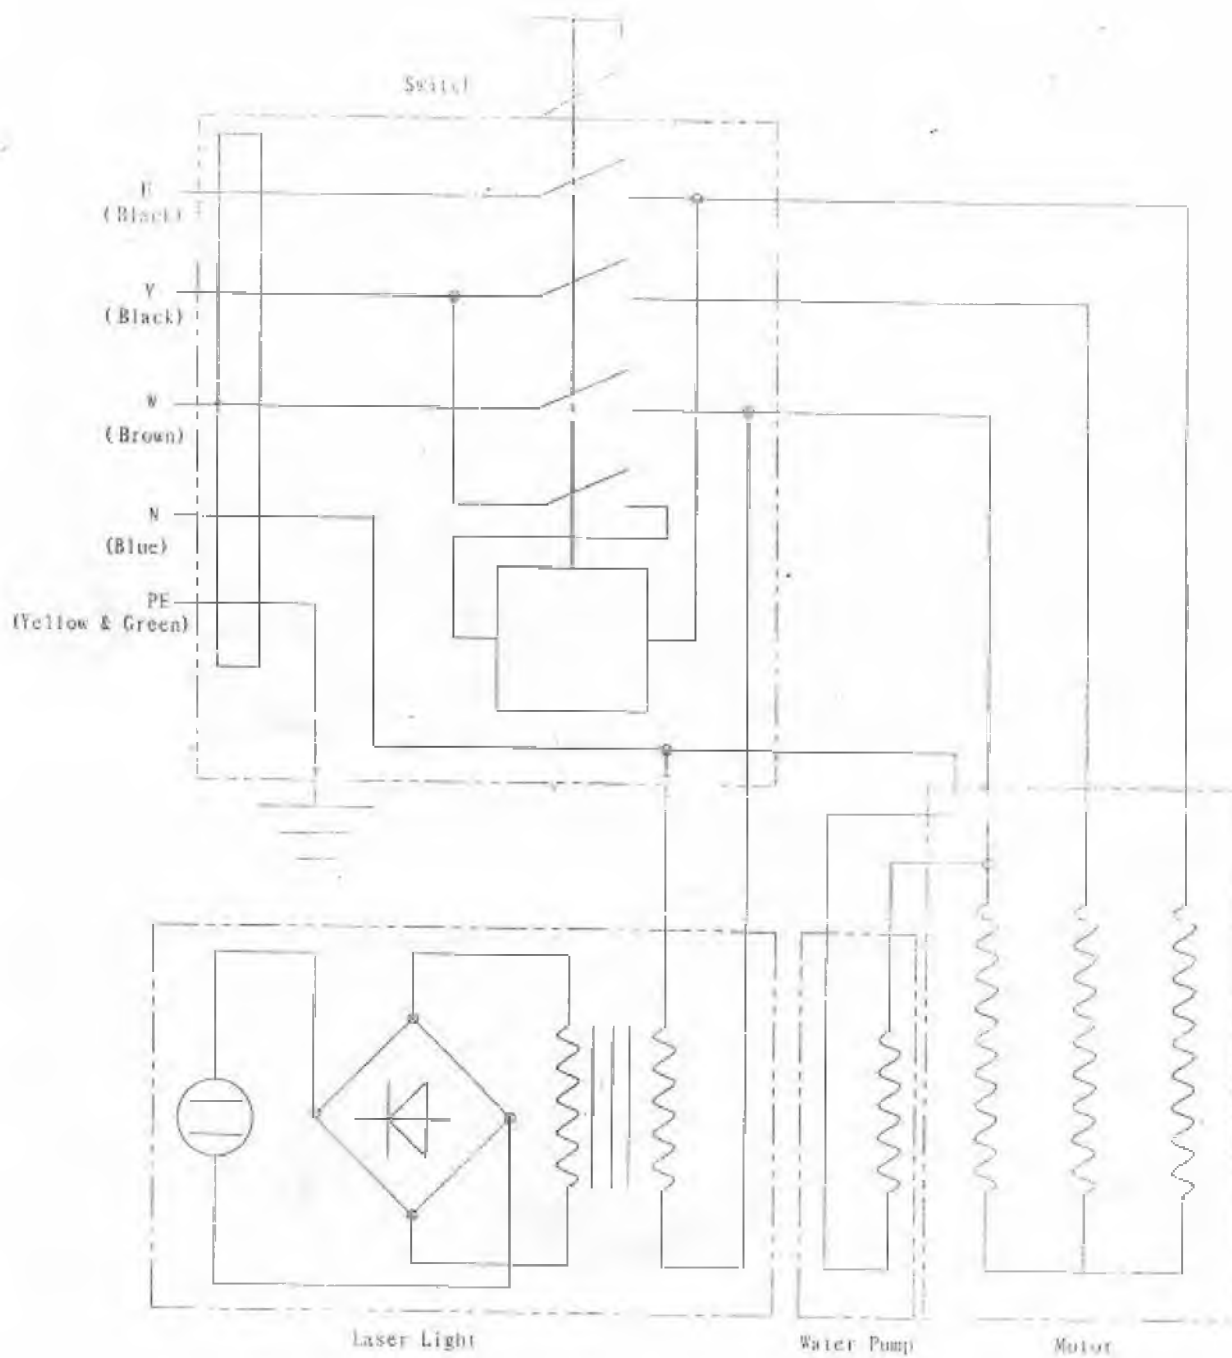 Switch
U
(Black)
V
(Black)
W
(Brown)
N
(Blue)
PE
(Yellow & Green)
Laser Light
Water Pump
Motor